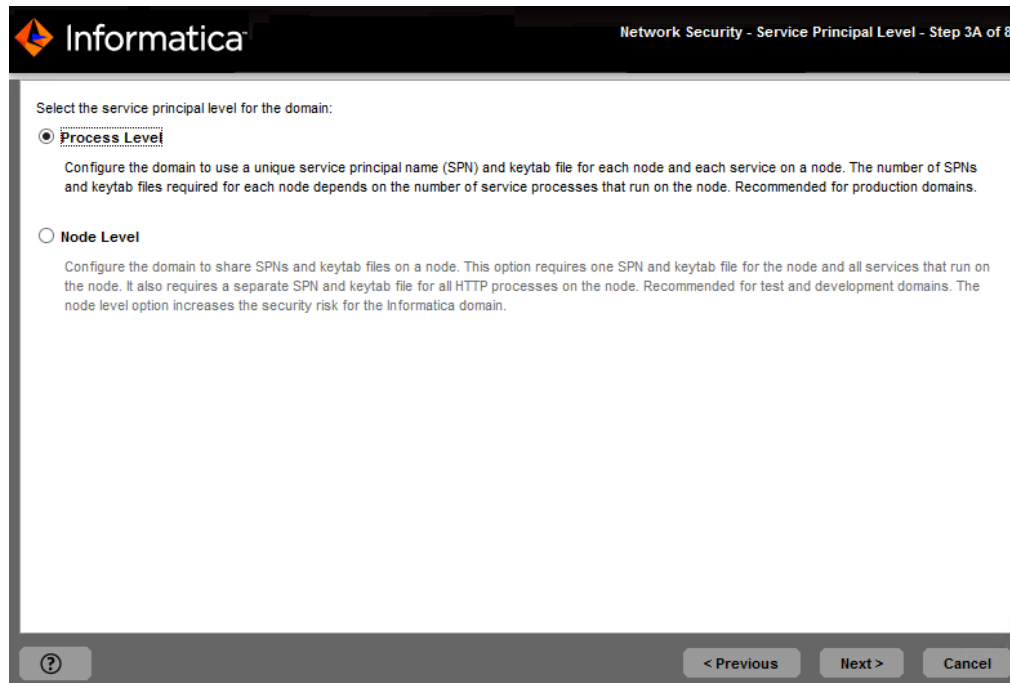 Informatica
Network Security - Service Principal Level - Step 3A of 8
Select the service principal level for the domain:
Process Level
Configure the domain to use a unique service principal name (SPN) and keytab file for each node and each service on a node. The number of SPNs
and keytab files required for each node depends on the number of service processes that run on the node. Recommended for production domains.
Node Level
Configure the domain to share SPNs and keytab files on a node. This option requires one SPN and keytab file for the node and all services that run on
the node. It also requires a separate SPN and keytab file for all HTTP processes on the node. Recommended for test and development domains. The
node level option increases the security risk for the Informatica domain.
?
< Previous
Next >
Cancel